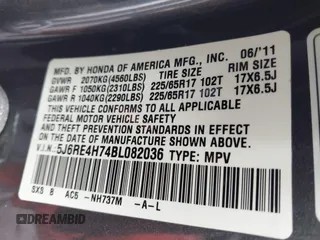 MFD. BY HONDA OF AMERICA MFG., INC. 06/'11
GVWR 2070KG(4560LBS) TIRE SIZE RIM SIZE
GAWR F 1050KG(2310LBS) 225/65R17 102T 17X6.5J
GAWR R 1040KG(2290LBS) 225/65R17 102T 17X6.5J
THIS VEHICLE CONFORMS TO ALL APPLICABLE
FEDERAL MOTOR VEHICLE SAFETY AND
THEFT PREVENTION STANDARDS IN EFFECT ON THE
DATE OF MANUFACTURE SHOWN ABOVE.
V.I.N.: 5J6RE4H74BL082036 TYPE: MPV
SXS B AC5 -NH737M -A-L
DREAMBID